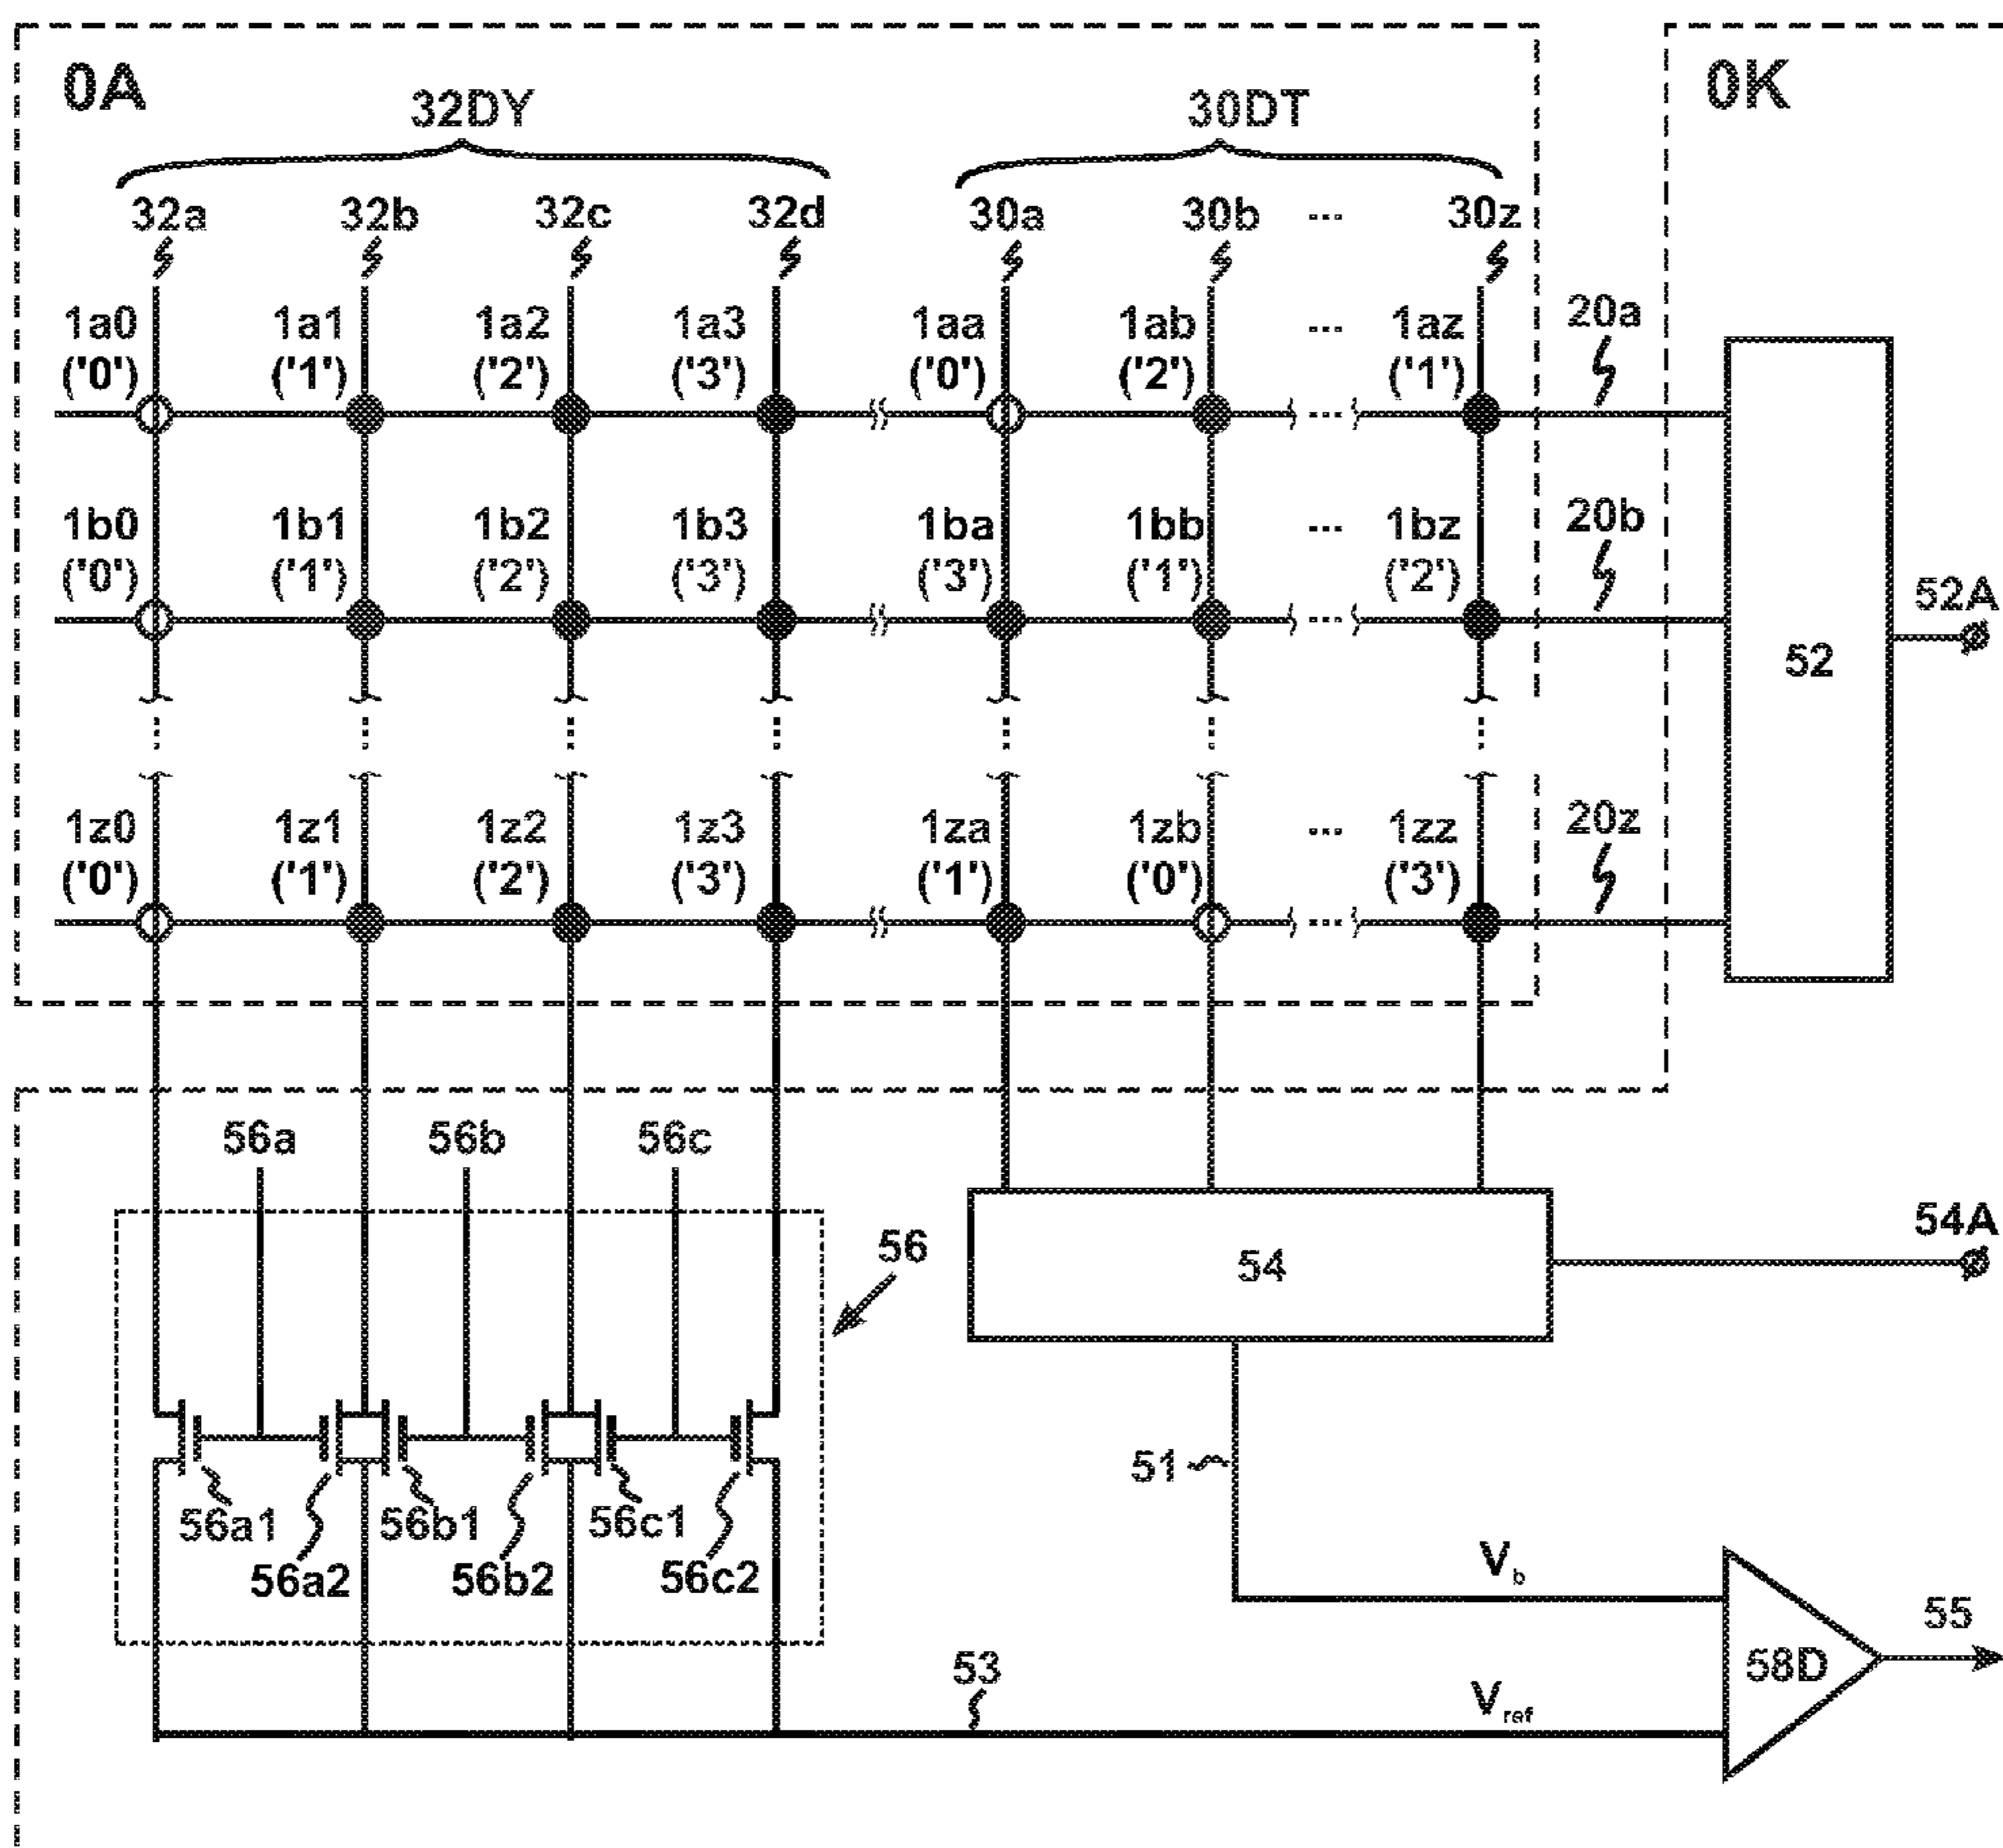 0A 0K
32DY 30DT
32a 32b 32c 32d 30a 30b ... 30z
1a0 1a1 1a2 1a3 1aa 1ab ... 1az 20a
('0') ('1') ('2') ('3') ('0') ('2') ('1')
...
1b0 1b1 1b2 1b3 1ba 1bb ... 1bz 20b
('0') ('1') ('2') ('3') ('3') ('1') ('2')
...
52A
52
1z0 1z1 1z2 1z3 1za 1zb ... 1zz 20z
('0') ('1') ('2') ('3') ('1') ('0') ('3')
...
56a 56b 56c
56
54A
54
51
56a1 56b1 56c1
56a2 56b2 56c2
Vb
55
58D
53
Vref